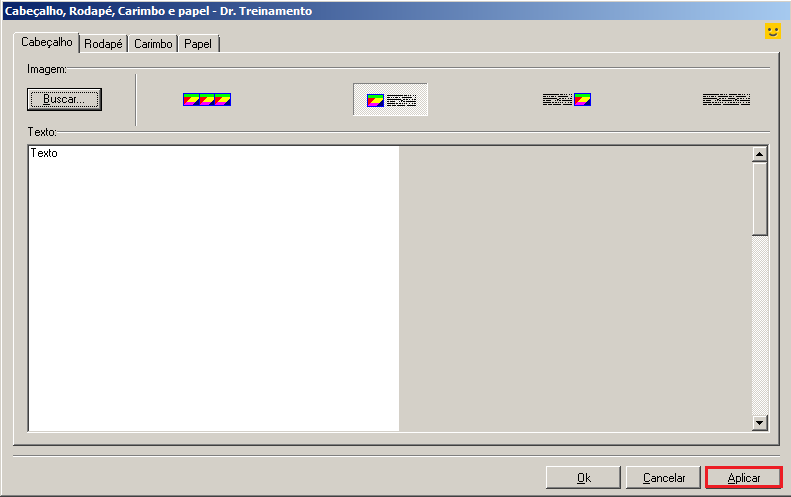 Cabeçalho, Rodapé, Carimbo e papel - Dr. Treinamento
Cabeçalho Rodapé Carimbo Papel
Imagem:
Buscar...
Texto:
Texto
Ok Cancelar Aplicar